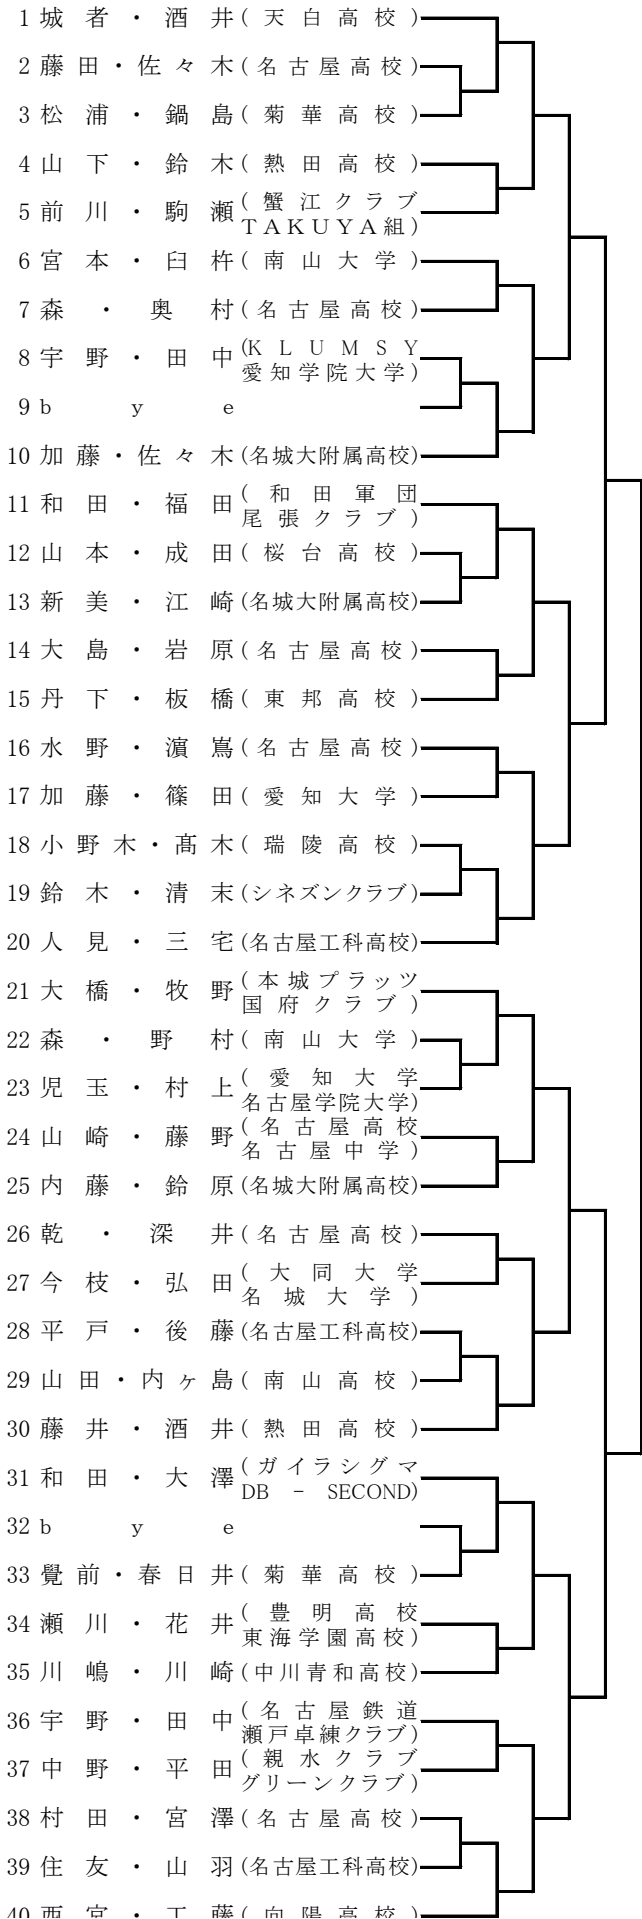 1 城者・酒井 (天白高校)
2 藤田・佐々木 (名古屋高校)
3 松浦・鍋島 (菊華高校)
4 山下・鈴木 (熱田高校)
5 前川・駒瀬 (蟹江クラブ
TAKUYA組)
6 宮本・臼杵 (南山大学)
7 森・奥村 (名古屋高校)
8 宇野・田中 (KLUMSY
愛知学院大学)
9 bye
10 加藤・佐々木 (名城大附属高校)
11 和田・福田 (和田軍団
尾張クラブ)
12 山本・成田 (桜台高校)
13 新美・江崎 (名城大附属高校)
14 大島・岩原 (名古屋高校)
15 丹下・板橋 (東邦高校)
16 水野・濵嶌 (名古屋高校)
17 加藤・篠田 (愛知大学)
18 小野木・髙木 (瑞陵高校)
19 鈴木・清末 (シネズンクラブ)
20 人見・三宅 (名古屋工科高校)
21 大橋・牧野 (本城プラッツ
国府クラブ)
22 森・野村 (南山大学)
23 児玉・村上 (愛知大学
名古屋学院大学)
24 山崎・藤野 (名古屋高校
名古屋中学)
25 内藤・鈴原 (名城大附属高校)
26 乾・深井 (名古屋高校)
27 今枝・弘田 (大同大学
名城大学)
28 平戸・後藤 (名古屋工科高校)
29 山田・内ヶ島 (南山高校)
30 藤井・酒井 (熱田高校)
31 和田・大澤 (ガイラシグマ
DB - SECOND)
32 bye
33 覺前・春日井 (菊華高校)
34 瀬川・花井 (豊明高校
東海学園高校)
35 川嶋・川崎 (中川青和高校)
36 宇野・田中 (名古屋鉄道
瀬戸卓練クラブ)
37 中野・平田 (親水クラブ
グリーンクラブ)
38 村田・宮澤 (名古屋高校)
39 住友・山羽 (名古屋工科高校)
40 西宮・工藤 (向陽高校)